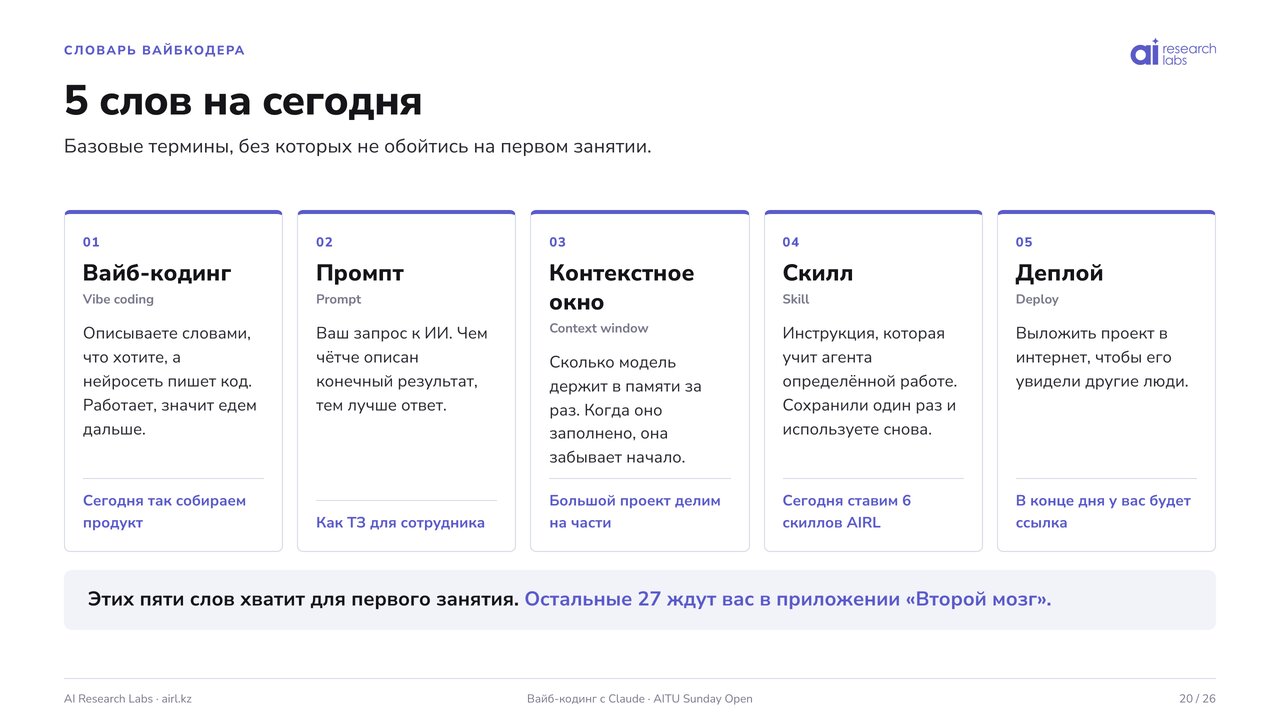 СЛОВАРЬ ВАЙБКОДЕРА
ai research labs
5 слов на сегодня
Базовые термины, без которых не обойтись на первом занятии.
01
Вайб-кодинг
Vibe coding
Описываете словами,
что хотите, а
нейросеть пишет код.
Работает, значит едем
дальше.
Сегодня так собираем
продукт
02
Промпт
Prompt
Ваш запрос к ИИ. Чем
чётче описан
конечный результат,
тем лучше ответ.
Как ТЗ для сотрудника
03
Контекстное
окно
Context window
Сколько модель
держит в памяти за
раз. Когда оно
заполнено, она
забывает начало.
Большой проект делим
на части
04
Скилл
Skill
Инструкция, которая
учит агента
определённой работе.
Сохранили один раз и
используете снова.
Сегодня ставим 6
скиллов AIRL
05
Деплой
Deploy
Выложить проект в
интернет, чтобы его
увидели другие люди.
В конце дня у вас будет
ссылка
Этих пяти слов хватит для первого занятия. Остальные 27 ждут вас в приложении «Второй мозг».
AI Research Labs · airl.kz
Вайб-кодинг с Claude · AITU Sunday Open
20 / 26